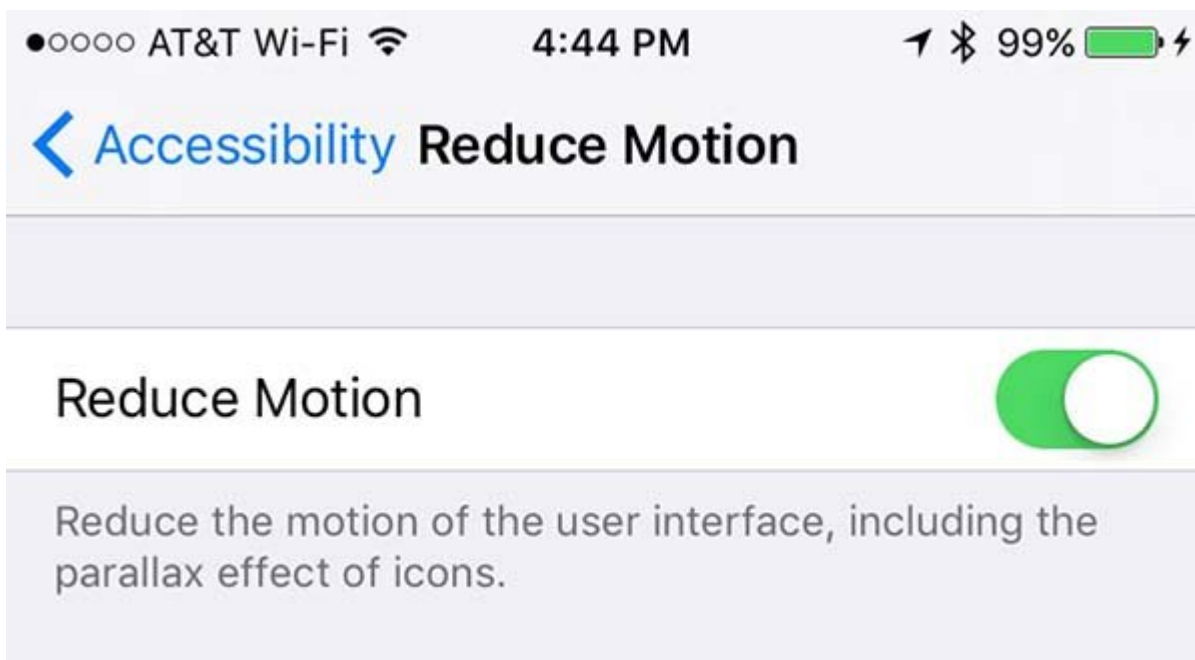 AT&T Wi-Fi 4:44 PM 99%
Accessibility Reduce Motion
Reduce Motion
Reduce the motion of the user interface, including the
parallax effect of icons.